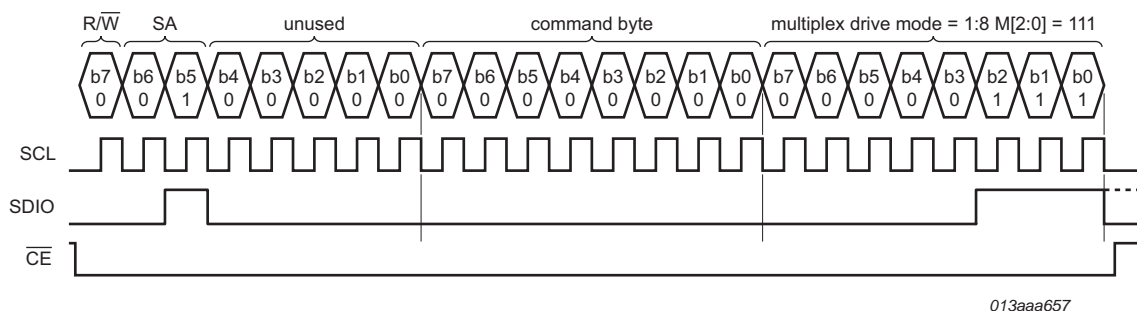 R/W SA unused command byte multiplex drive mode = 1:8 M[2:0] = 111
b7 b6 b5 b4 b3 b2 b1 b0 b7 b6 b5 b4 b3 b2 b1 b0 b7 b6 b5 b4 b3 b2 b1 b0
0 0 1 0 0 0 0 0 0 0 0 0 0 0 0 0 0 0 0 0 0 1 1 1
SCL
SDIO
CE
013aaa657